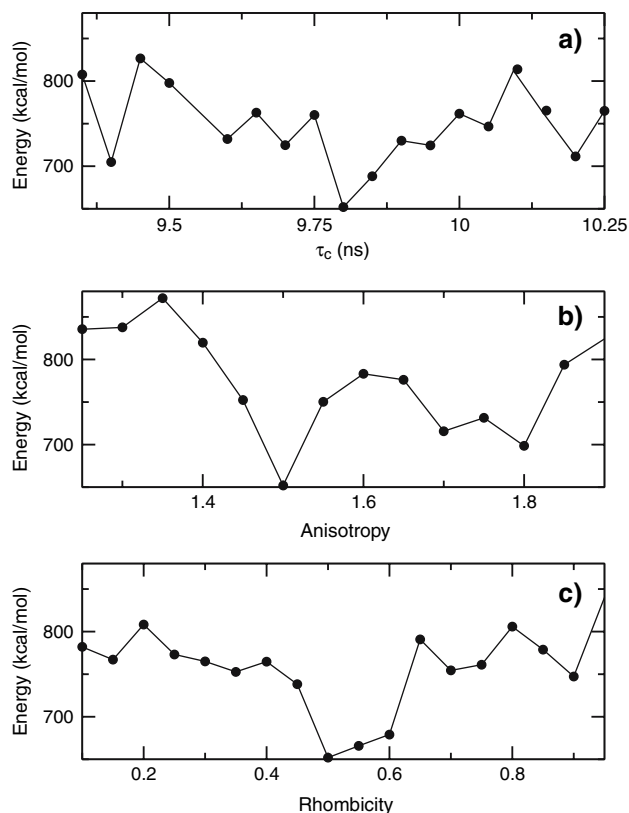 a)
Energy (kcal/mol)
800
700
9.5 9.75 10 10.25
τc (ns)
b)
Energy (kcal/mol)
800
700
1.4 1.6 1.8
Anisotropy
c)
Energy (kcal/mol)
800
700
0.2 0.4 0.6 0.8
Rhombicity